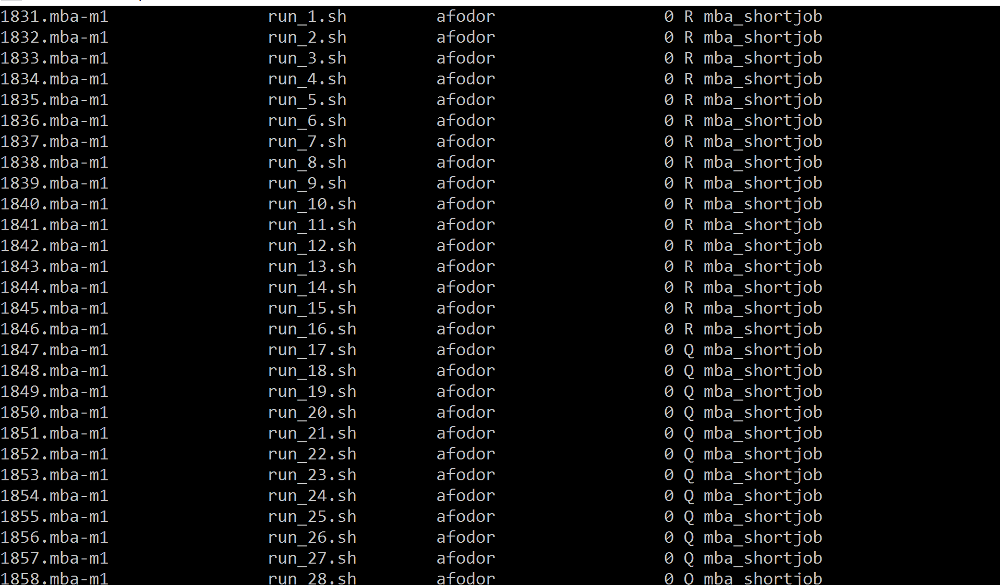 1831.mba-m1 run_1.sh afodor 0 R mba_shortjob
1832.mba-m1 run_2.sh afodor 0 R mba_shortjob
1833.mba-m1 run_3.sh afodor 0 R mba_shortjob
1834.mba-m1 run_4.sh afodor 0 R mba_shortjob
1835.mba-m1 run_5.sh afodor 0 R mba_shortjob
1836.mba-m1 run_6.sh afodor 0 R mba_shortjob
1837.mba-m1 run_7.sh afodor 0 R mba_shortjob
1838.mba-m1 run_8.sh afodor 0 R mba_shortjob
1839.mba-m1 run_9.sh afodor 0 R mba_shortjob
1840.mba-m1 run_10.sh afodor 0 R mba_shortjob
1841.mba-m1 run_11.sh afodor 0 R mba_shortjob
1842.mba-m1 run_12.sh afodor 0 R mba_shortjob
1843.mba-m1 run_13.sh afodor 0 R mba_shortjob
1844.mba-m1 run_14.sh afodor 0 R mba_shortjob
1845.mba-m1 run_15.sh afodor 0 R mba_shortjob
1846.mba-m1 run_16.sh afodor 0 R mba_shortjob
1847.mba-m1 run_17.sh afodor 0 Q mba_shortjob
1848.mba-m1 run_18.sh afodor 0 Q mba_shortjob
1849.mba-m1 run_19.sh afodor 0 Q mba_shortjob
1850.mba-m1 run_20.sh afodor 0 Q mba_shortjob
1851.mba-m1 run_21.sh afodor 0 Q mba_shortjob
1852.mba-m1 run_22.sh afodor 0 Q mba_shortjob
1853.mba-m1 run_23.sh afodor 0 Q mba_shortjob
1854.mba-m1 run_24.sh afodor 0 Q mba_shortjob
1855.mba-m1 run_25.sh afodor 0 Q mba_shortjob
1856.mba-m1 run_26.sh afodor 0 Q mba_shortjob
1857.mba-m1 run_27.sh afodor 0 Q mba_shortjob
1858.mba-m1 run_28.sh afodor 0 Q mba_shortjob